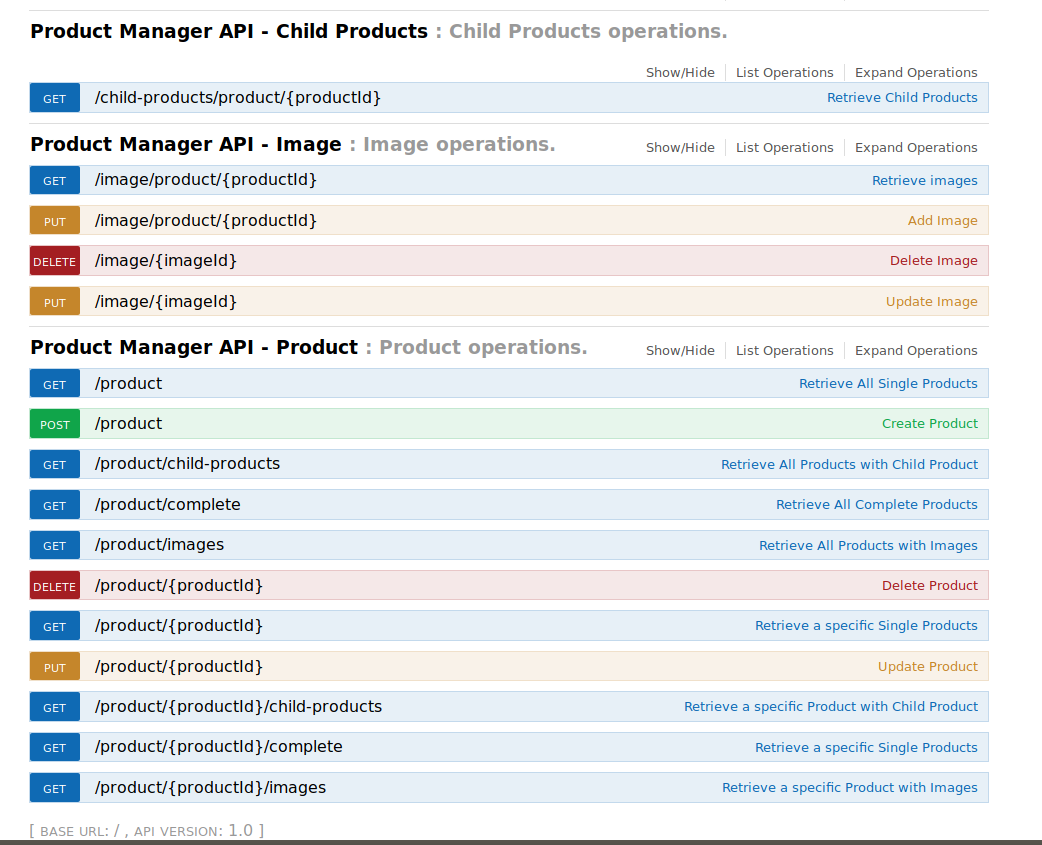 Product Manager API - Child Products : Child Products operations.
Show/Hide List Operations Expand Operations
GET /child-products/product/{productId} Retrieve Child Products
Product Manager API - Image : Image operations. Show/Hide List Operations Expand Operations
GET /image/product/{productId} Retrieve images
PUT /image/product/{productId} Add Image
DELETE /image/{imageId} Delete Image
PUT /image/{imageId} Update Image
Product Manager API - Product : Product operations. Show/Hide List Operations Expand Operations
GET /product Retrieve All Single Products
POST /product Create Product
GET /product/child-products Retrieve All Products with Child Product
GET /product/complete Retrieve All Complete Products
GET /product/images Retrieve All Products with Images
DELETE /product/{productId} Delete Product
GET /product/{productId} Retrieve a specific Single Products
PUT /product/{productId} Update Product
GET /product/{productId}/child-products Retrieve a specific Product with Child Product
GET /product/{productId}/complete Retrieve a specific Single Products
GET /product/{productId}/images Retrieve a specific Product with Images
[ BASE URL: / , API VERSION: 1.0 ]